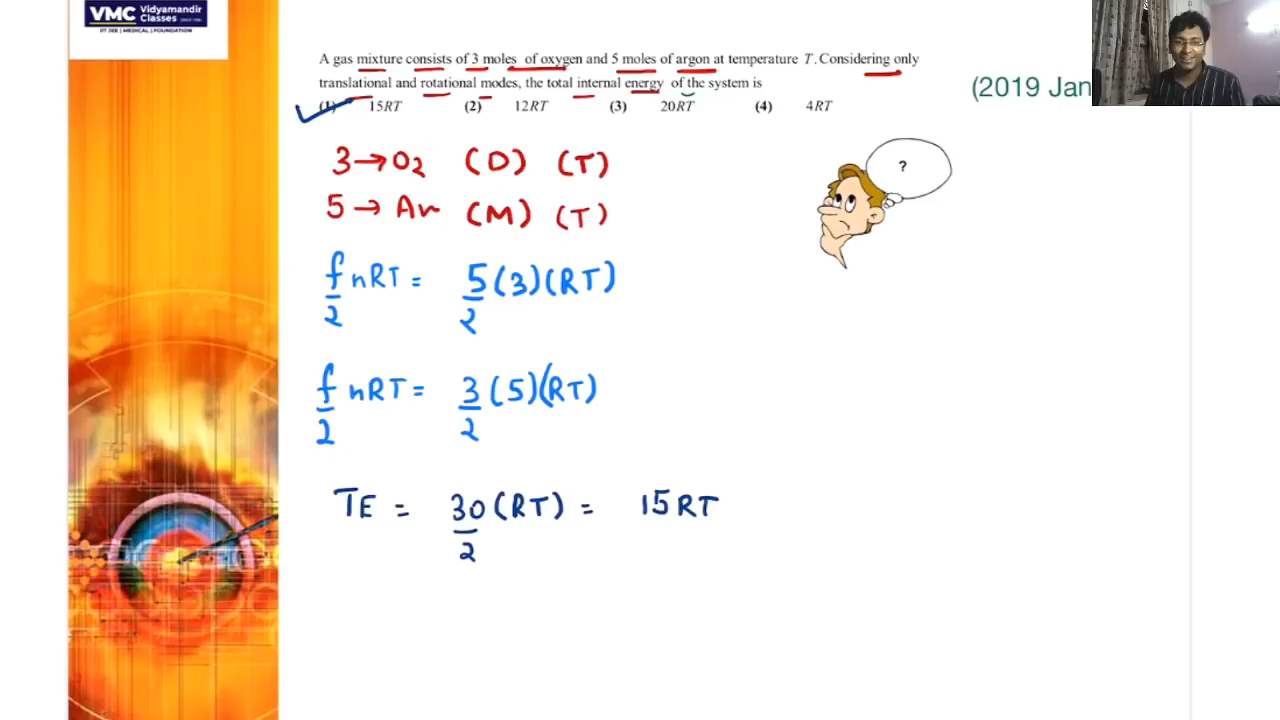 VMC Vidyamandir Classes
IIT JEE | MEDICAL | FOUNDATION
A gas mixture consists of 3 moles of oxygen and 5 moles of argon at temperature T. Considering only
translational and rotational modes, the total internal energy of the system is
(2019 Jan
(1) 15RT (2) 12RT (3) 20RT (4) 4RT
3 → O2 (D) (T)
?
5 → Ar (M) (T)
f/2 nRT = 5/2 (3)(RT)
f/2 nRT = 3/2 (5)(RT)
TE = 30/2 (RT) = 15RT